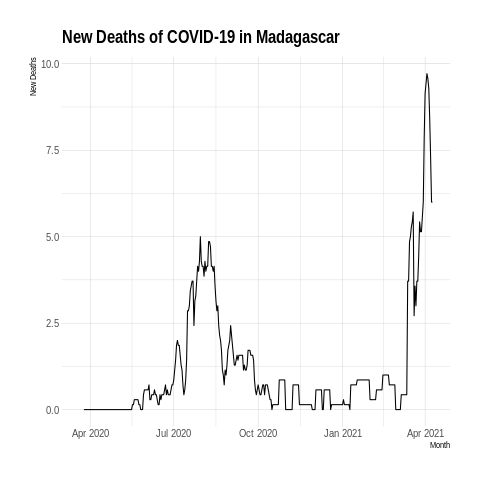 New Deaths of COVID-19 in Madagascar
New Deaths
10.0
7.5
5.0
2.5
0.0
Apr 2020 Jul 2020 Oct 2020 Jan 2021 Apr 2021
Month